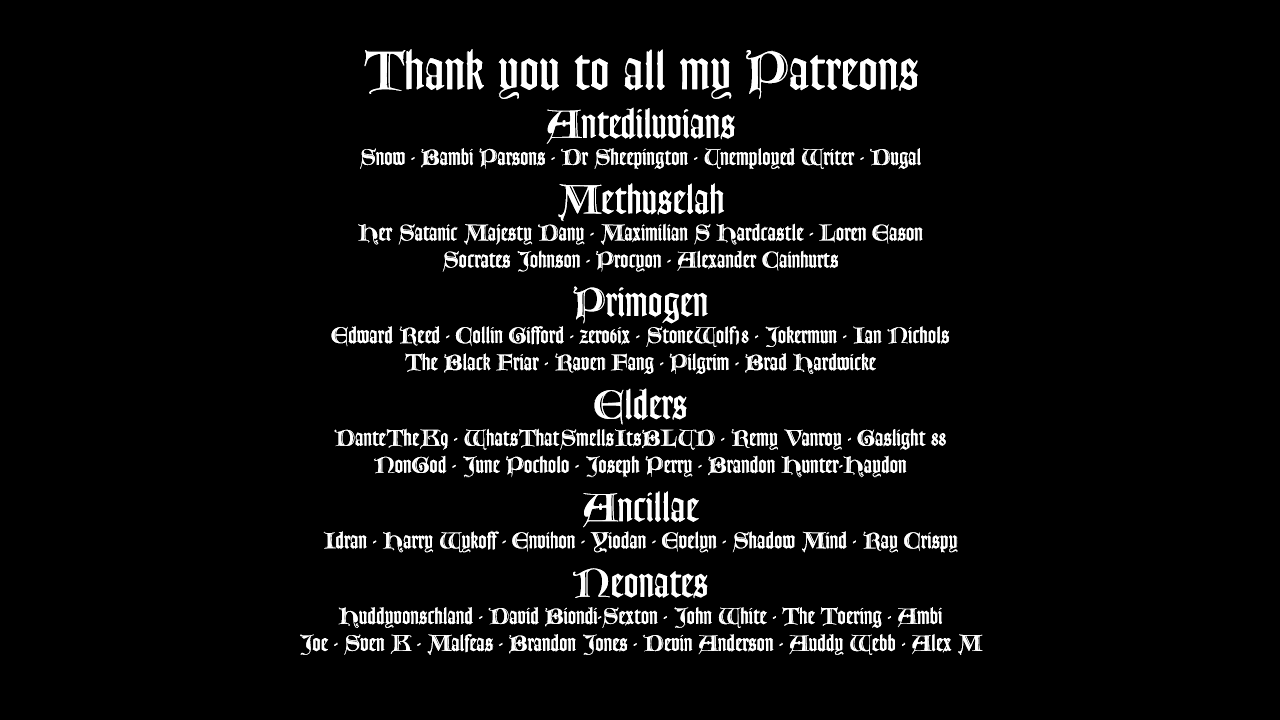 Thank you to all my Patreons
Antediluvians
Snow - Bambi Parsons - Dr Sheepington - Unemployed Writer - Dugal
Methuselah
Her Satanic Majesty Dany - Maximilian S Hardcastle - Loren Eason
Socrates Johnson - Procyon - Alexander Cainhurts
Primogen
Edward Reed - Collin Gifford - zero6ix - StoneWolf18 - Jokermun - Ian Nichols
The Black Friar - Raven Fang - Pilgrim - Brad Hardwicke
Elders
DanteTheK9 - WhatsThatSmellsItsBLUD - Remy Vanroy - Gaslight 88
NonGod - June Pocholo - Joseph Perry - Brandon Hunter-Haydon
Ancillae
Idran - Harry Wykoff - Envihon - Yiodan - Evelyn - Shadow Mind - Ray Crispy
Neonates
Huddyvonschland - David Biondi-Sexton - John White - The Toering - Ambi
Joe - Sven K - Malfeas - Brandon Jones - Devin Anderson - Auddy Webb - Alex M